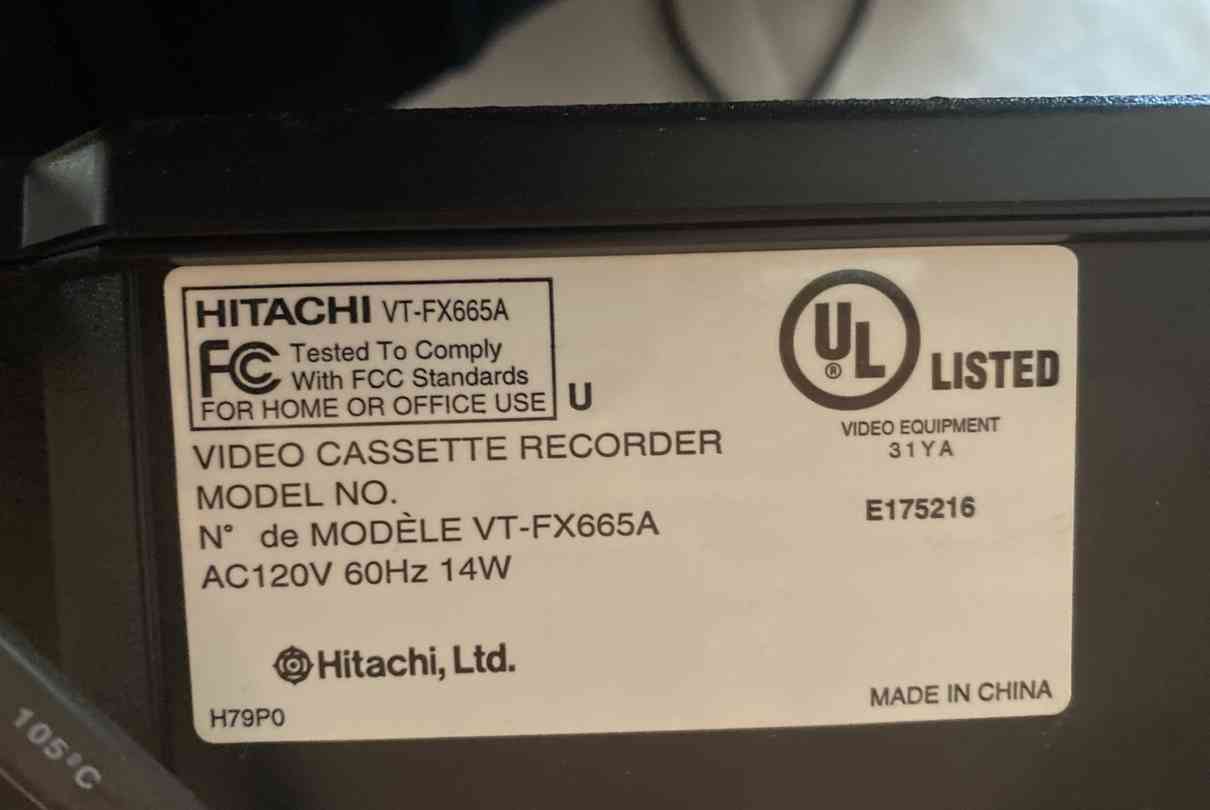 HITACHI VT-FX665A
FC Tested To Comply
With FCC Standards
FOR HOME OR OFFICE USE
U
VIDEO CASSETTE RECORDER
MODEL NO.
N° de MODÈLE VT-FX665A
AC120V 60Hz 14W
Hitachi, Ltd.
H79P0
UL ® LISTED
VIDEO EQUIPMENT
31YA
E175216
MADE IN CHINA
105°C